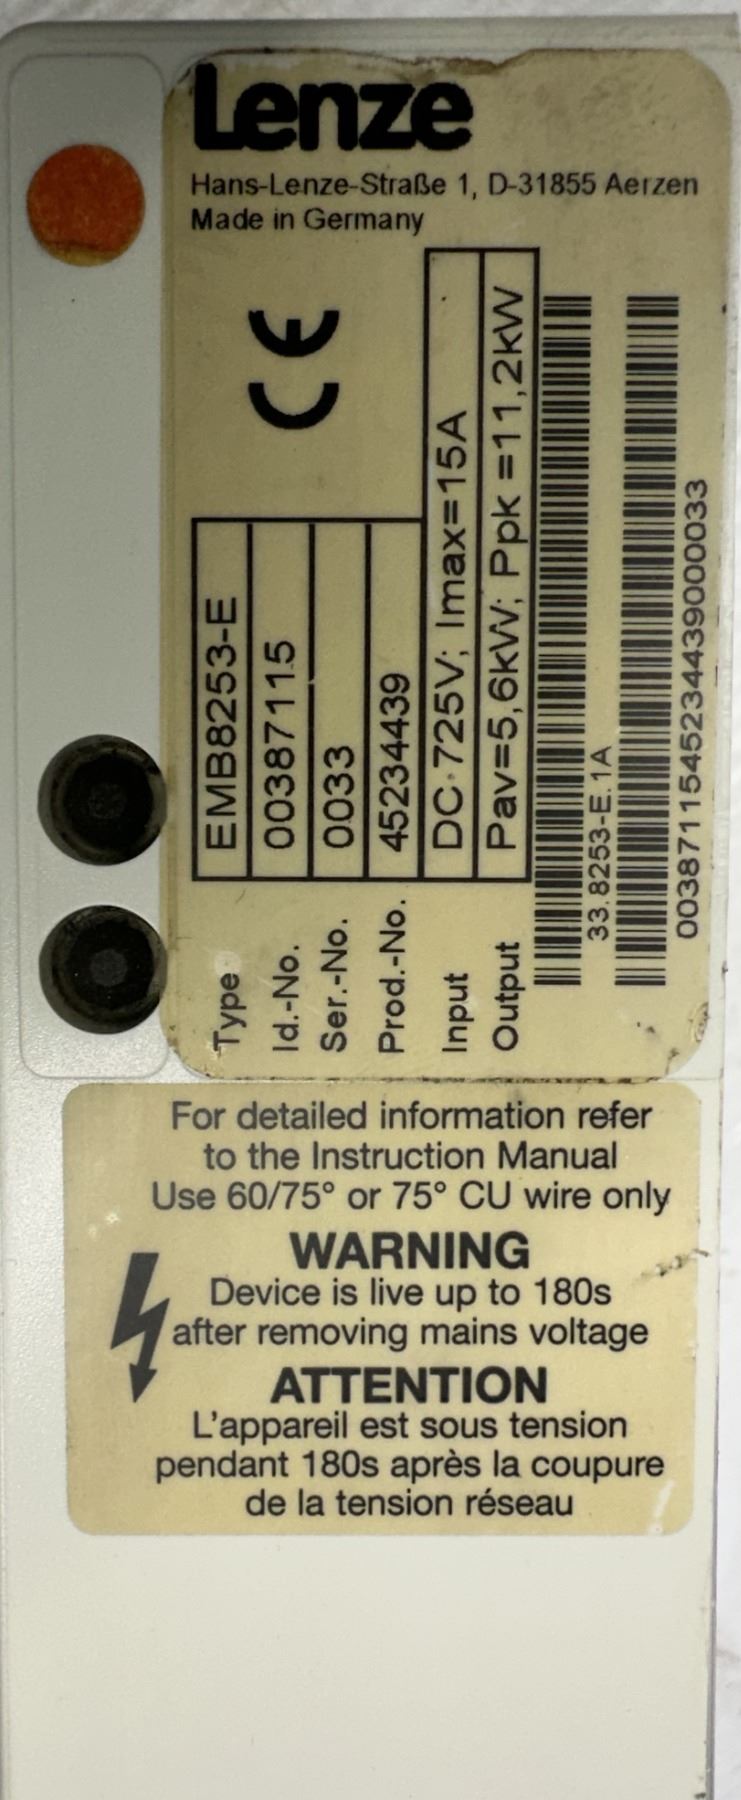 Lenze
Hans-Lenze-Straße 1, D-31855 Aerzen
Made in Germany
CE
Type EMB8253-E
Id.-No. 00387115
Ser.-No. 0033
Prod.-No. 45234439
Input DC 725V; Imax=15A
Output Pav=5,6kW; Ppk =11,2kW
33.8253-E.1A
0038711545234439000033
For detailed information refer
to the Instruction Manual
Use 60/75° or 75° CU wire only
WARNING
Device is live up to 180s
after removing mains voltage
ATTENTION
L'appareil est sous tension
pendant 180s après la coupure
de la tension réseau